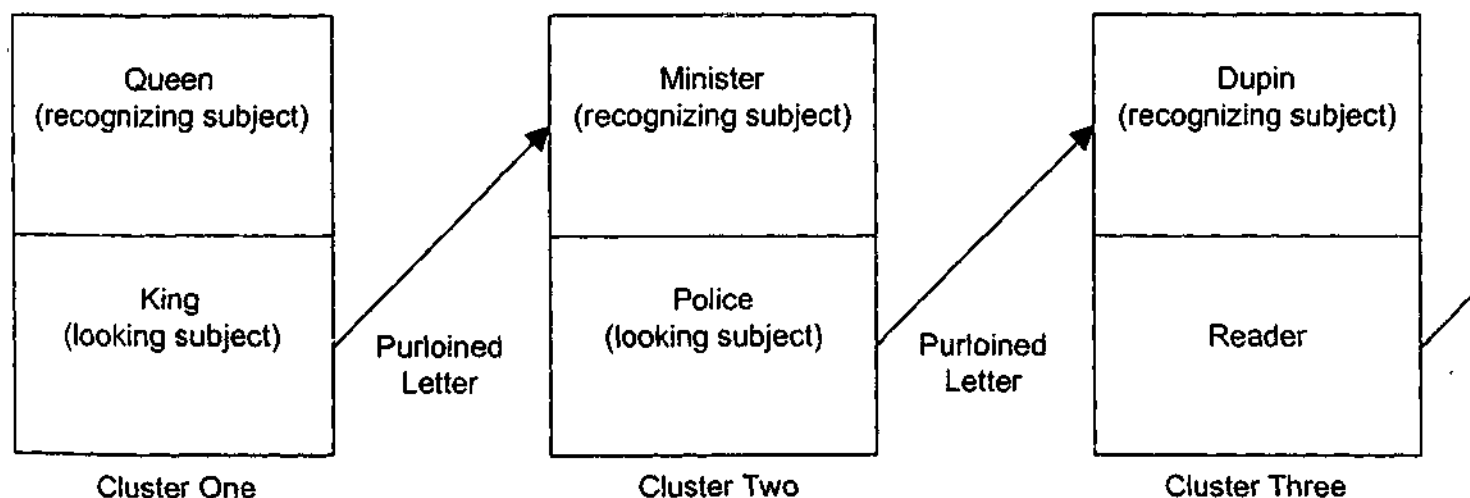 Queen
(recognizing subject)
King
(looking subject)
Cluster One
Purloined
Letter
Minister
(recognizing subject)
Police
(looking subject)
Cluster Two
Purloined
Letter
Dupin
(recognizing subject)
Reader
Cluster Three